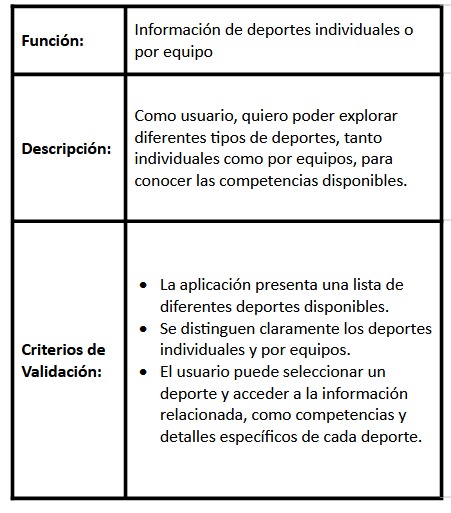 Función:
Información de deportes individuales o
por equipo
Descripción:
Como usuario, quiero poder explorar
diferentes tipos de deportes, tanto
individuales como por equipos, para
conocer las competencias disponibles.
Criterios de
Validación:
• La aplicación presenta una lista de
diferentes deportes disponibles.
• Se distinguen claramente los deportes
individuales y por equipos.
• El usuario puede seleccionar un
deporte y acceder a la información
relacionada, como competencias y
detalles específicos de cada deporte.